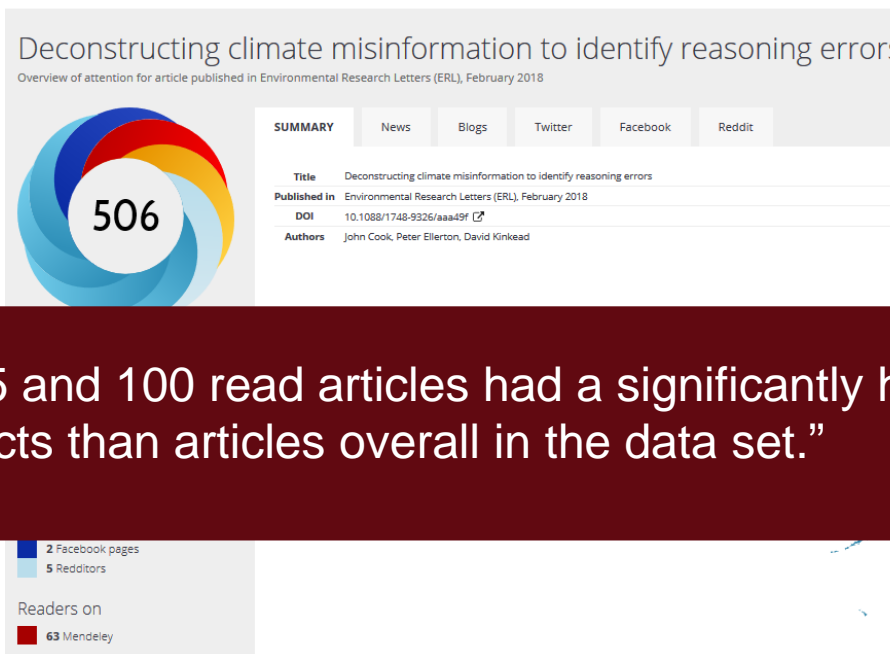 Deconstructing climate misinformation to identify reasoning errors
Overview of attention for article published in Environmental Research Letters (ERL), February 2018
SUMMARY News Blogs Twitter Facebook Reddit
506
Title Deconstructing climate misinformation to identify reasoning errors
Published in Environmental Research Letters (ERL), February 2018
DOI 10.1088/1748-9326/aaa49f
Authors John Cook, Peter Ellerton, David Kinkead
and 100 read articles had a significantly
than articles overall in the data set.”
2 Facebook pages
5 Redditors
Readers on
63 Mendeley